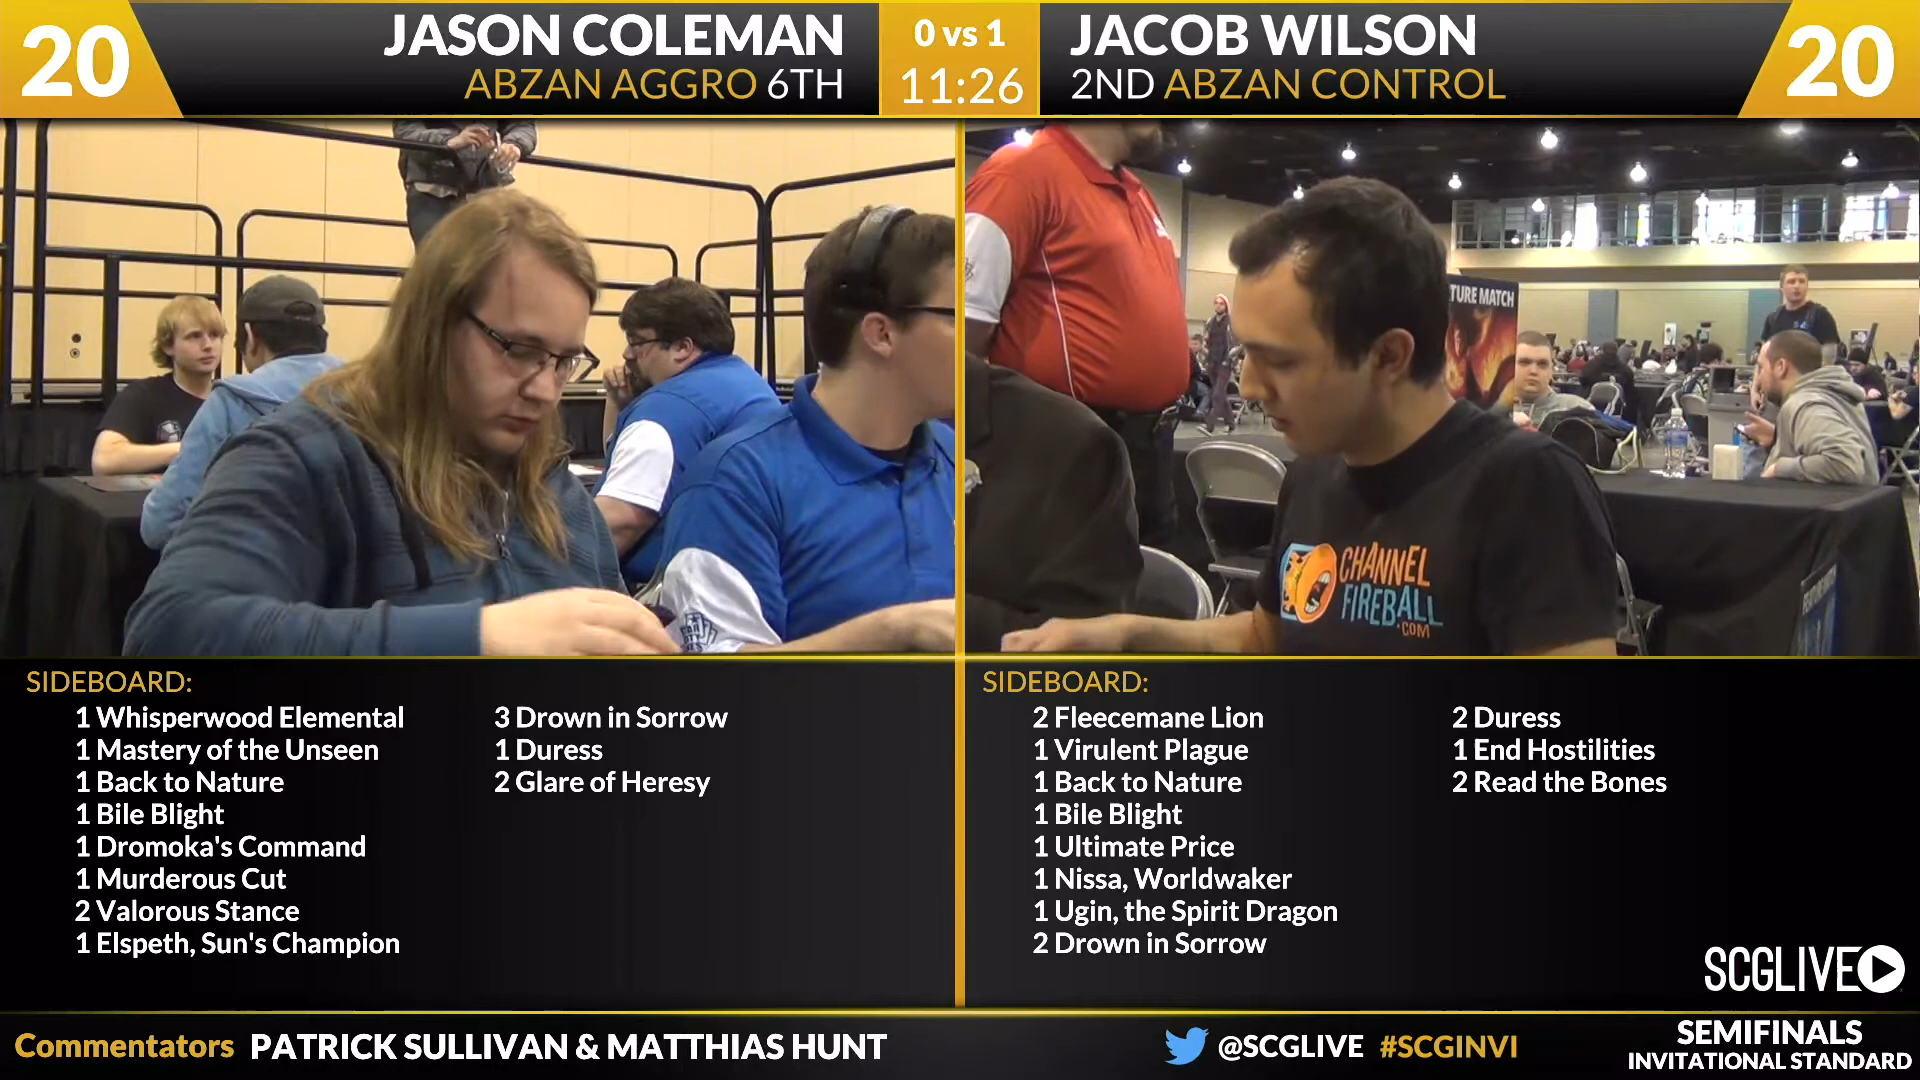 20
JASON COLEMAN
ABZAN AGGRO 6TH
0 vs 1
11:26
JACOB WILSON
2ND ABZAN CONTROL
20
TURE MATCH
CHANNEL
FIREBALL
.COM
SIDEBOARD:
1 Whisperwood Elemental
1 Mastery of the Unseen
1 Back to Nature
1 Bile Blight
1 Dromoka's Command
1 Murderous Cut
2 Valorous Stance
1 Elspeth, Sun's Champion
3 Drown in Sorrow
1 Duress
2 Glare of Heresy
SIDEBOARD:
2 Fleecemane Lion
1 Virulent Plague
1 Back to Nature
1 Bile Blight
1 Ultimate Price
1 Nissa, Worldwaker
1 Ugin, the Spirit Dragon
2 Drown in Sorrow
2 Duress
1 End Hostilities
2 Read the Bones
SCGLIVE
Commentators PATRICK SULLIVAN & MATTHIAS HUNT
@SCGLIVE #SCGINVI
SEMIFINALS
INVITATIONAL STANDARD